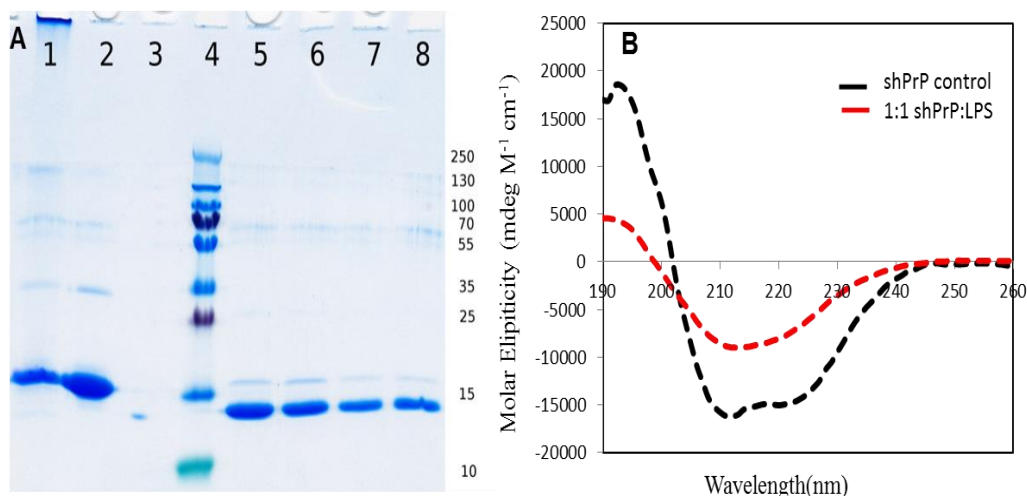 A
1 2 3 4 5 6 7 8
250
130
100
70
55
35
25
15
10
B
25000
20000
15000
10000
5000
0
-5000
-10000
-15000
-20000
190 200 210 220 230 240 250 260
Molar Elipiticity (mdeg M⁻¹ cm⁻¹)
Wavelength(nm)
shPrP control
1:1 shPrP:LPS